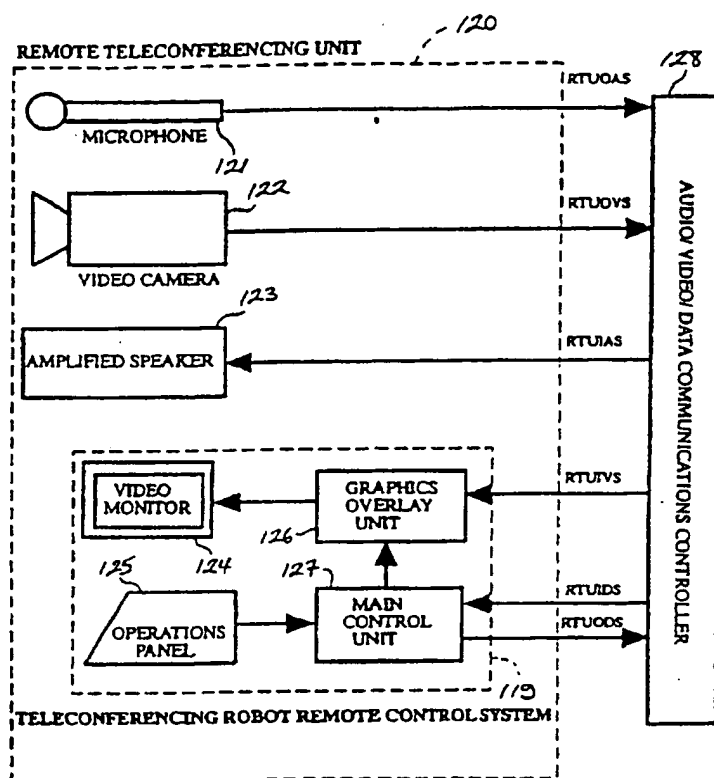 120
REMOTE TELECONFERENCING UNIT
128
RTUOAS
MICROPHONE
121
122
RTUOVS
VIDEO CAMERA
123
AMPLIFIED SPEAKER
RTUIAS
VIDEO
MONITOR
GRAPHICS
OVERLAY
UNIT
RTUIVS
126
124
125
127
OPERATIONS
PANEL
MAIN
CONTROL
UNIT
RTUIDS
RTUODS
119
TELECONFERENCING ROBOT REMOTE CONTROL SYSTEM
AUDIO/ VIDEO/ DATA COMMUNICATIONS CONTROLLER